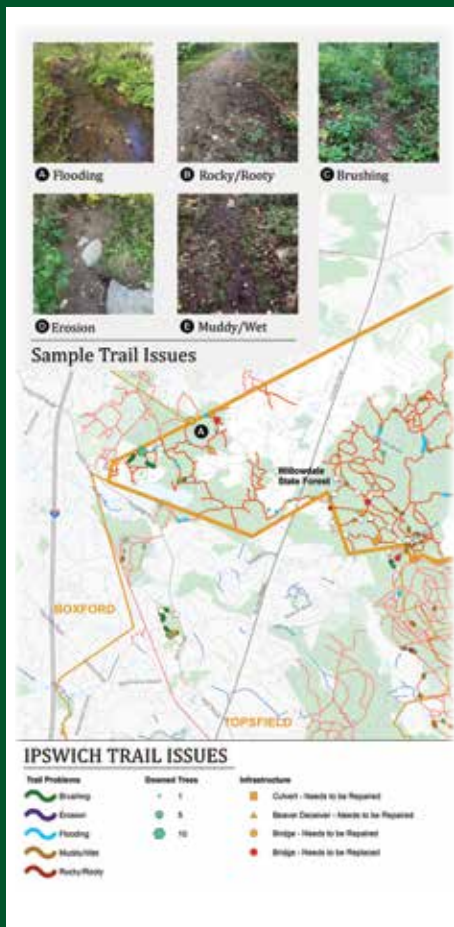 A Flooding
B Rocky/Rooty
C Brushing
D Erosion
E Muddy/Wet
Sample Trail Issues
A
Willowdale
State Forest
BOXFORD
TOPSFIELD
IPSWICH TRAIL ISSUES
Trail Problems
Brushing
Erosion
Flooding
Muddy/Wet
Rocky/Rooty
Downed Trees
1
5
10
Infrastructure
Culvert - Needs to be Repaired
Beaver Deceiver - Needs to be Repaired
Bridge - Needs to be Repaired
Bridge - Needs to be Replaced